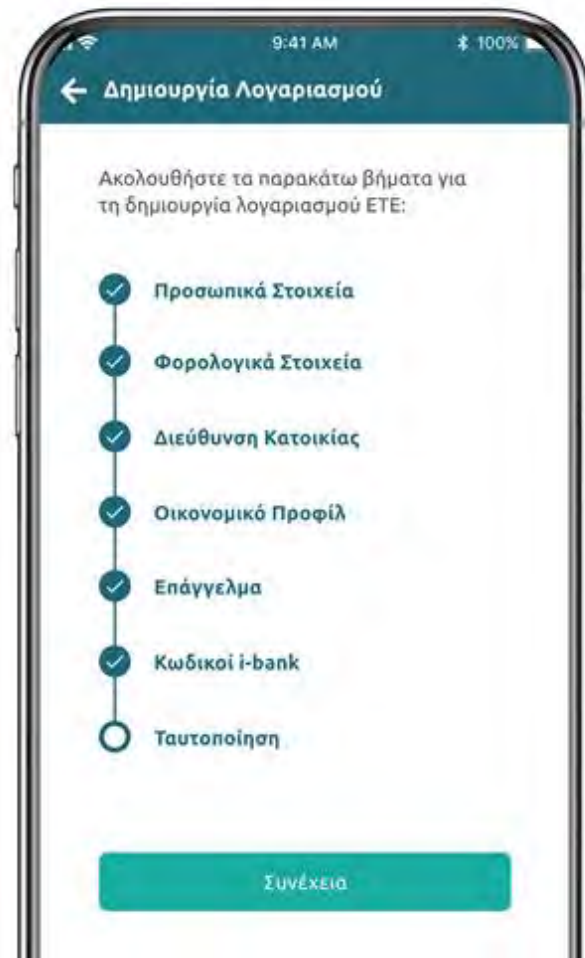 9:41 AM
100%
Δημιουργία Λογαριασμού
Ακολουθήστε τα παρακάτω βήματα για
τη δημιουργία λογαριασμού ΕΤΕ:
Προσωπικά Στοιχεία
Φορολογικά Στοιχεία
Διεύθυνση Κατοικίας
Οικονομικό Προφίλ
Επάγγελμα
Κωδικοί i-bank
Ταυτοποίηση
Συνέχεια